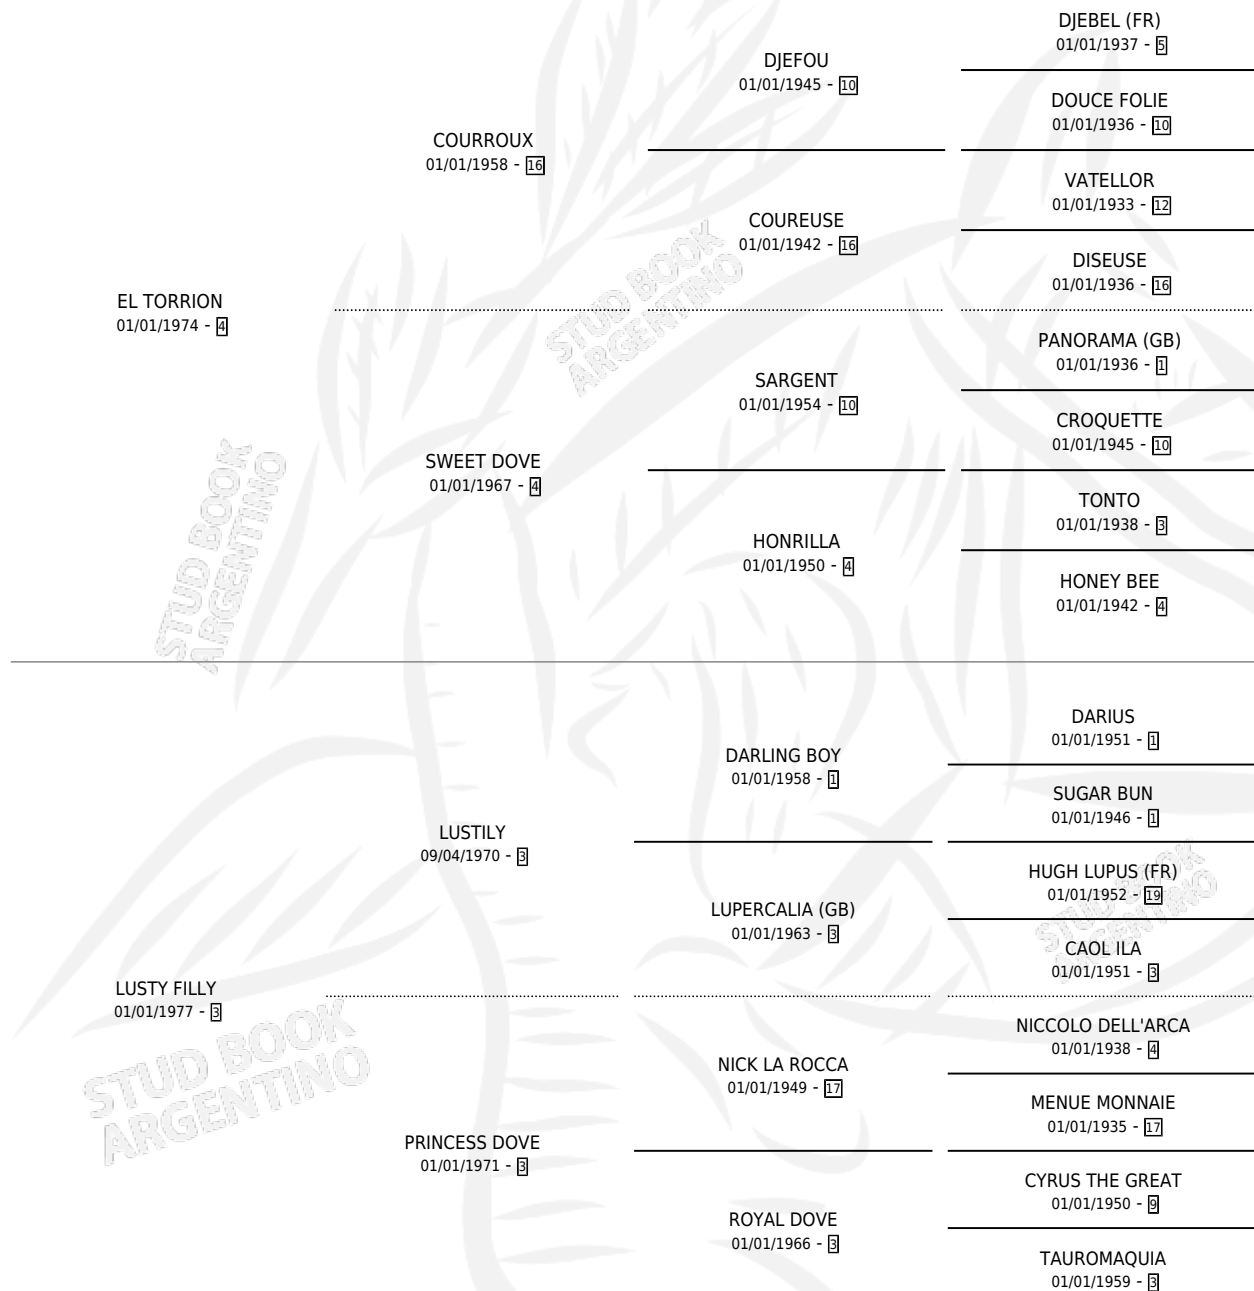 DJEBEL (FR)
01/01/1937 - 5
DJEFOU
01/01/1945 - 10
DOUCE FOLIE
01/01/1936 - 10
COURROUX
01/01/1958 - 16
VATELLOR
01/01/1933 - 12
COUREUSE
01/01/1942 - 16
DISEUSE
01/01/1936 - 16
EL TORRION
01/01/1974 - 4
PANORAMA (GB)
01/01/1936 - 1
SARGENT
01/01/1954 - 10
CROQUETTE
01/01/1945 - 10
SWEET DOVE
01/01/1967 - 4
TONTO
01/01/1938 - 3
HONRILLA
01/01/1950 - 4
HONEY BEE
01/01/1942 - 4
STUD BOOK
ARGENTINO
STUD BOOK
ARGENTINO
DARIUS
01/01/1951 - 1
DARLING BOY
01/01/1958 - 1
SUGAR BUN
01/01/1946 - 1
LUSTILY
09/04/1970 - 3
HUGH LUPUS (FR)
01/01/1952 - 19
LUPERCALIA (GB)
01/01/1963 - 3
CAOL ILA
01/01/1951 - 3
STUD BOOK
ARGENTINO
LUSTY FILLY
01/01/1977 - 3
NICCOLO DELL'ARCA
01/01/1938 - 4
NICK LA ROCCA
01/01/1949 - 17
MENUE MONNAIE
01/01/1935 - 17
STUD BOOK
ARGENTINO
PRINCESS DOVE
01/01/1971 - 3
CYRUS THE GREAT
01/01/1950 - 9
ROYAL DOVE
01/01/1966 - 3
TAUROMAQUIA
01/01/1959 - 3